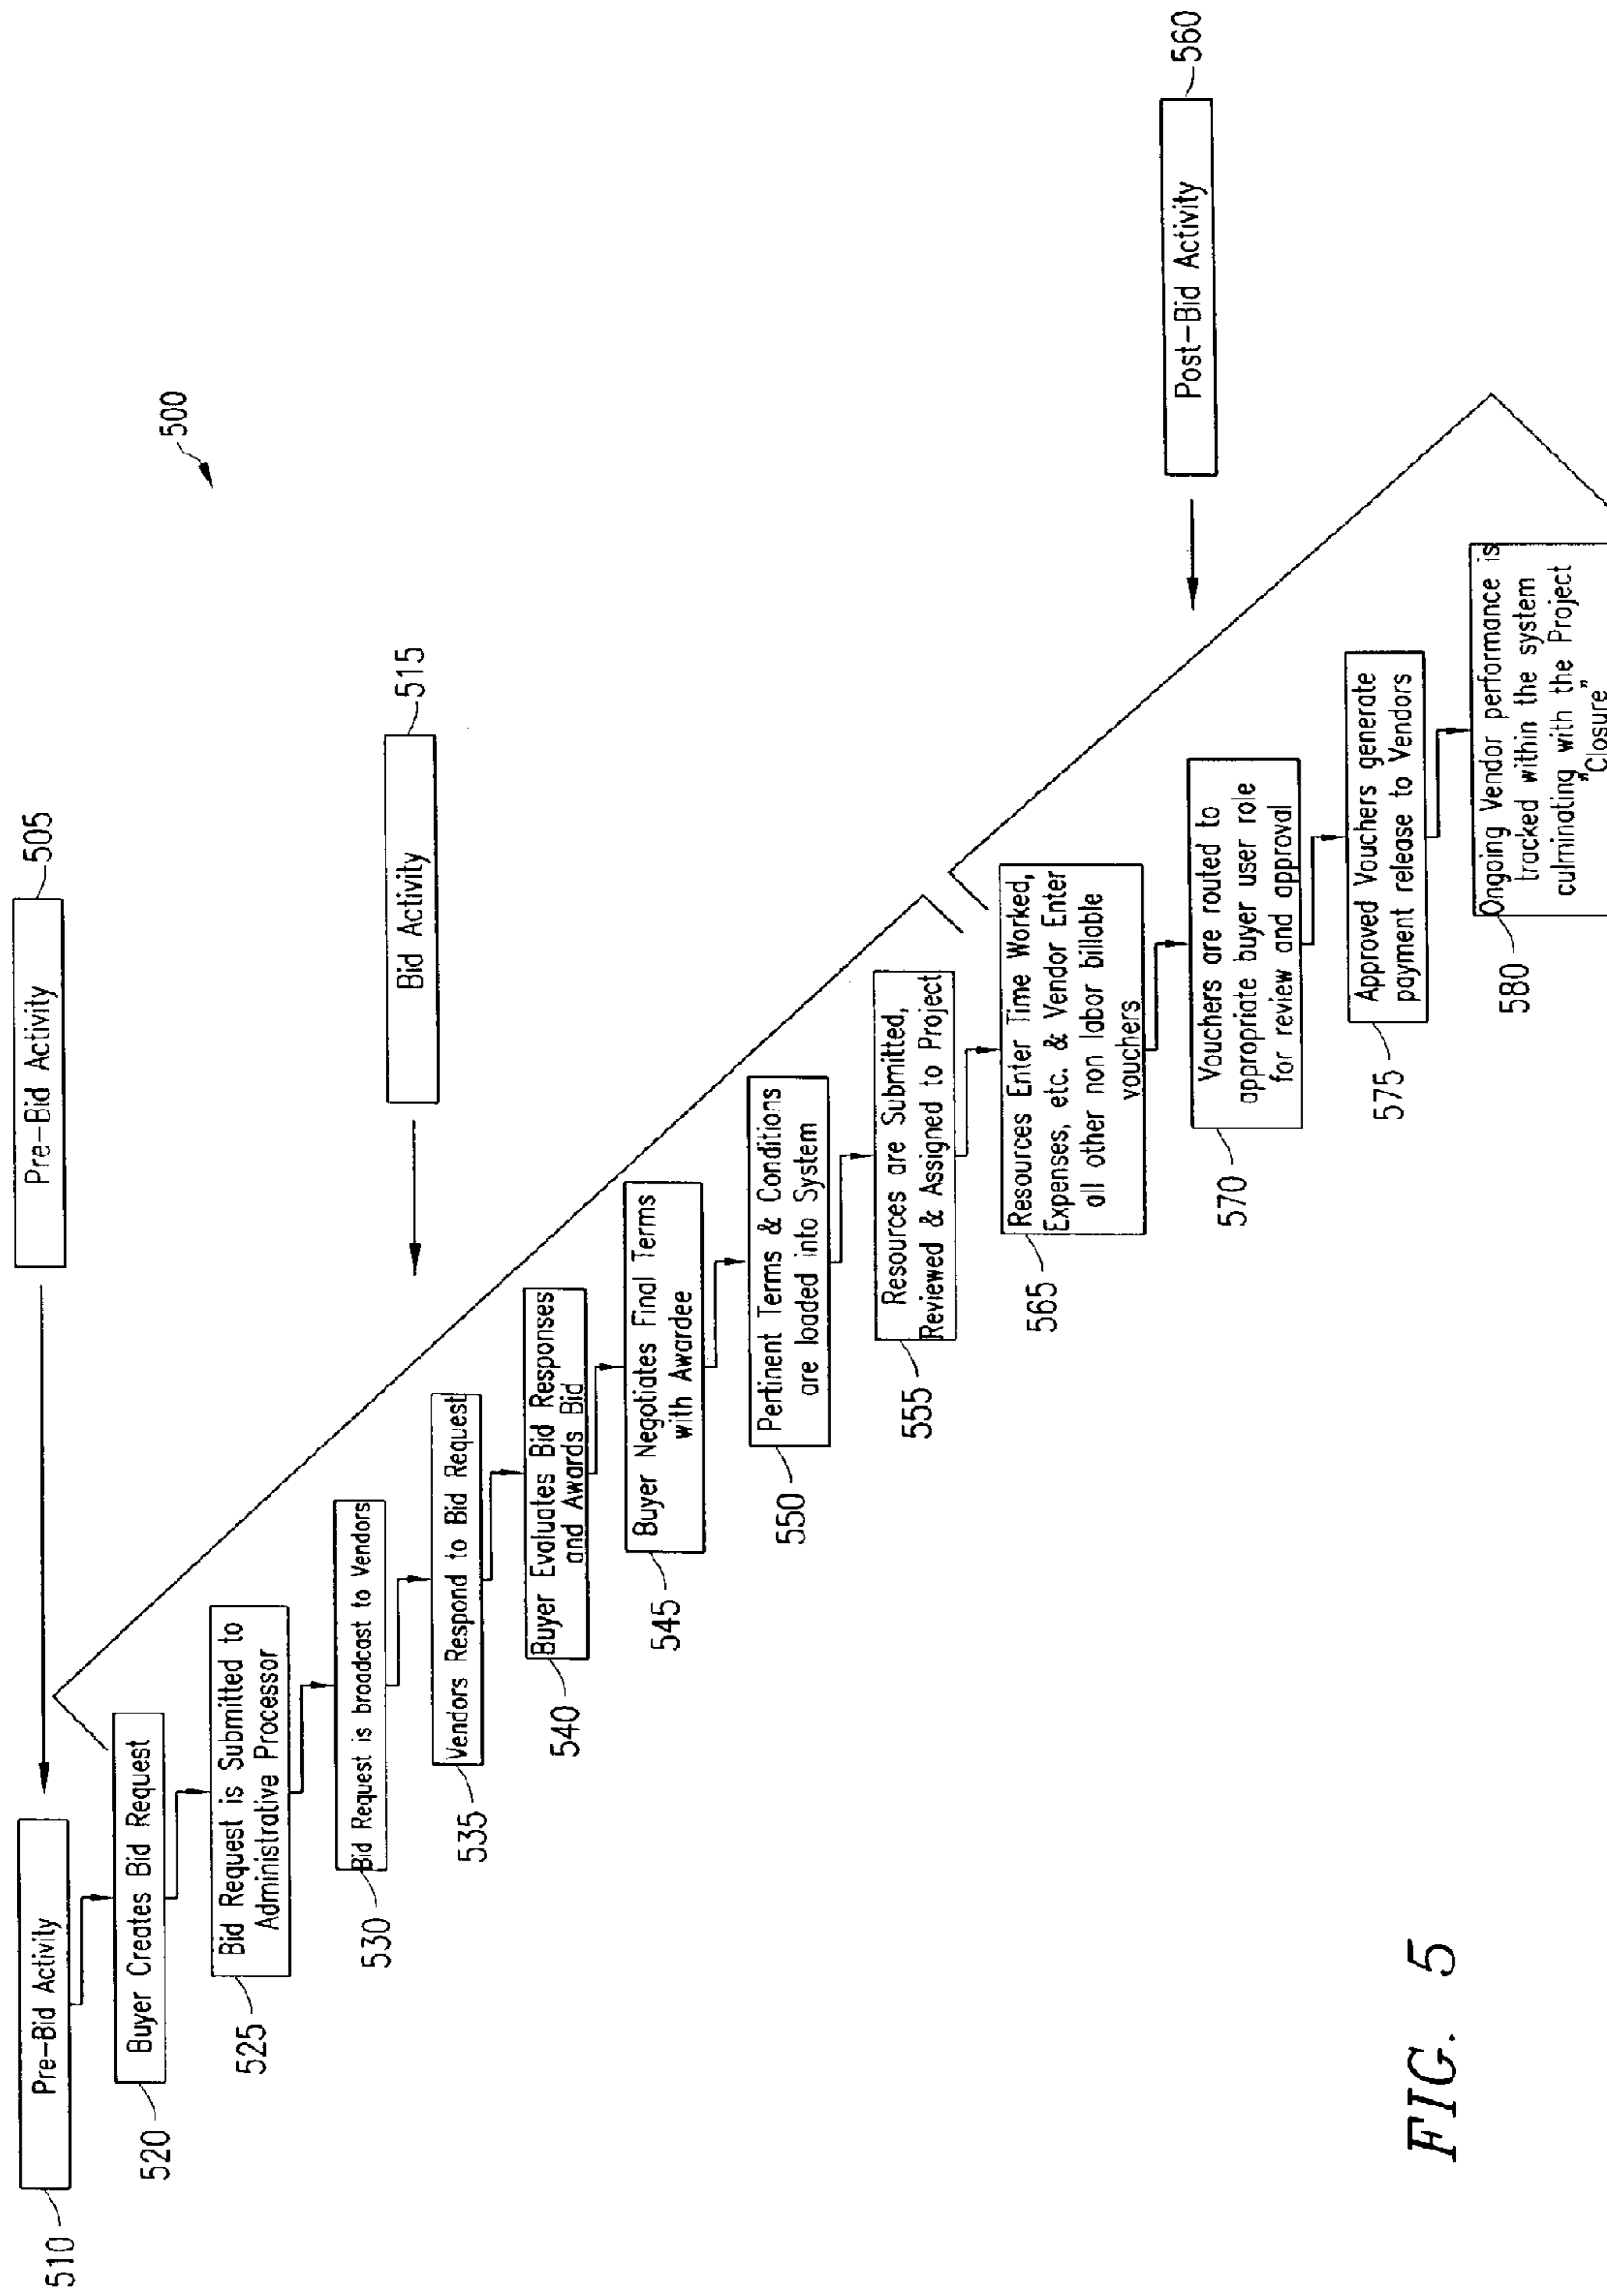 500
Pre-Bid Activity
505
Bid Activity
515
Post-Bid Activity
560
510
Pre-Bid Activity
520
Buyer Creates Bid Request
525
Bid Request is Submitted to
Administrative Processor
530
Bid Request is broadcast to Vendors
535
Vendors Respond to Bid Request
540
Buyer Evaluates Bid Responses
and Awards Bid
545
Buyer Negotiates Final Terms
with Awardee
550
Pertinent Terms & Conditions
are loaded into System
555
Resources are Submitted,
Reviewed & Assigned to Project
565
Resources Enter Time Worked,
Expenses, etc. & Vendor Enter
all other non labor billable
vouchers
570
Vouchers are routed to
appropriate buyer user role
for review and approval
575
Approved Vouchers generate
payment release to Vendors
580
Ongoing Vendor performance is
tracked within the system
culminating with the Project
"Closure"
FIG. 5